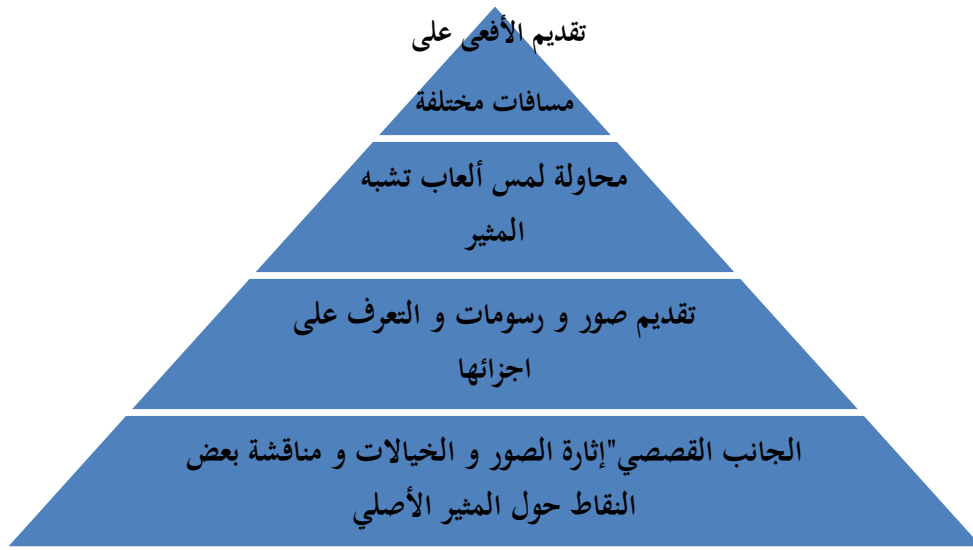 تقديم الأفعى على
مسافات مختلفة
محاولة لمس ألعاب تشبه
المثير
تقديم صور و رسومات و التعرف على
اجزائها
الجانب القصصي"إثارة الصور و الخيالات و مناقشة بعض
النقاط حول المثير الأصلي